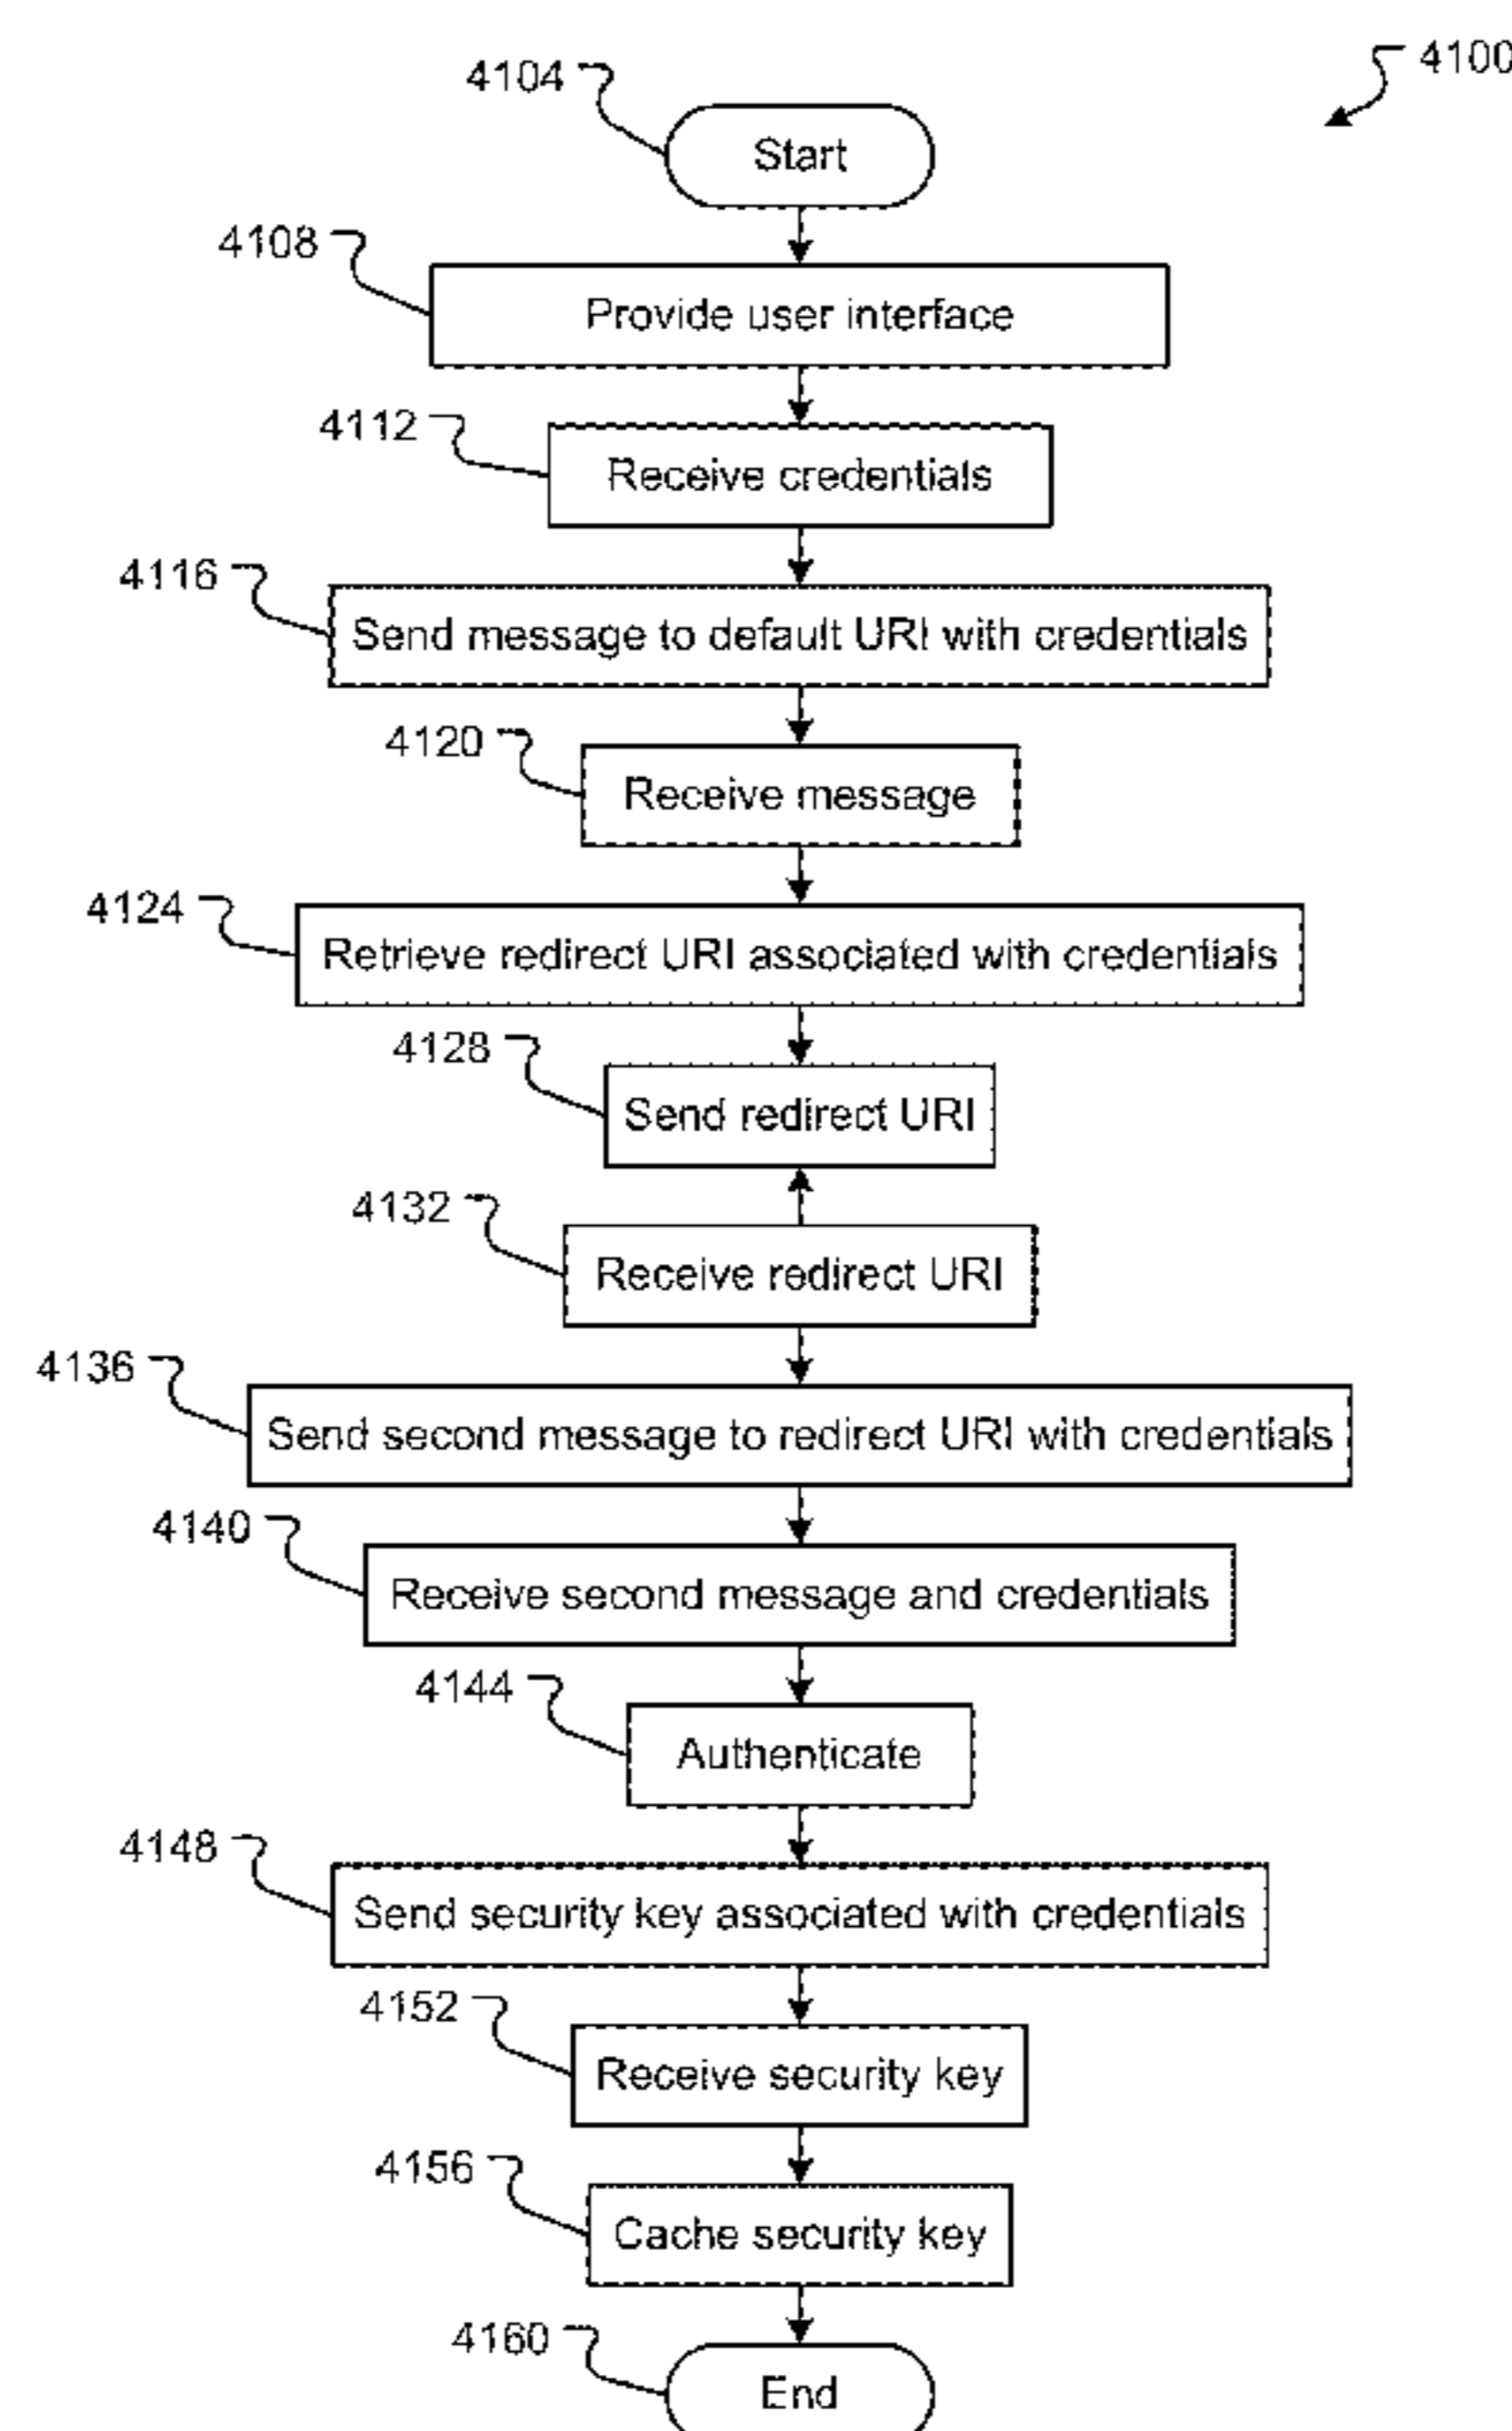 4100
4104
Start
4108
Provide user interface
4112
Receive credentials
4116
Send message to default URI with credentials
4120
Receive message
4124
Retrieve redirect URI associated with credentials
4128
Send redirect URI
4132
Receive redirect URI
4136
Send second message to redirect URI with credentials
4140
Receive second message and credentials
4144
Authenticate
4148
Send security key associated with credentials
4152
Receive security key
4156
Cache security key
4160
End